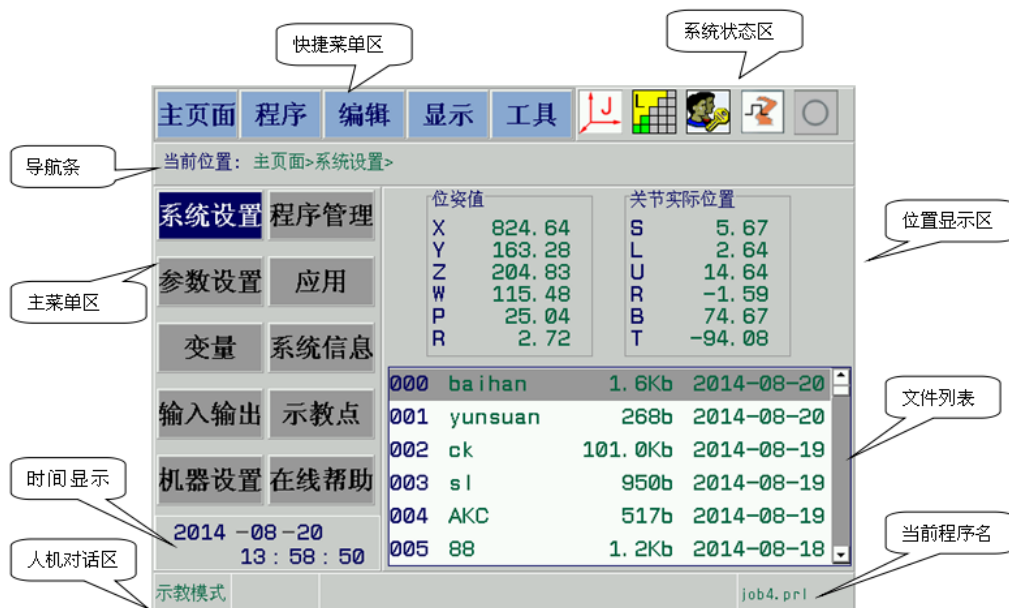 快捷菜单区
系统状态区
主页面 程序 编辑 显示 工具 J L
导航条
当前位置: 主页面>系统设置>
系统设置 程序管理
参数设置 应用
变量 系统信息
输入输出 示教点
机器设置 在线帮助
主菜单区
位姿值
X 824.64
Y 163.28
Z 204.83
W 115.48
P 25.04
R 2.72
关节实际位置
S 5.67
L 2.64
U 14.64
R -1.59
B 74.67
T -94.08
位置显示区
000 baihan 1.6Kb 2014-08-20
001 yunsuan 268b 2014-08-20
002 ck 101.0Kb 2014-08-19
003 sl 950b 2014-08-19
004 AKC 517b 2014-08-19
005 88 1.2Kb 2014-08-18
文件列表
时间显示
2014-08-20
13:58:50
人机对话区
当前程序名
示教模式 job4.prl